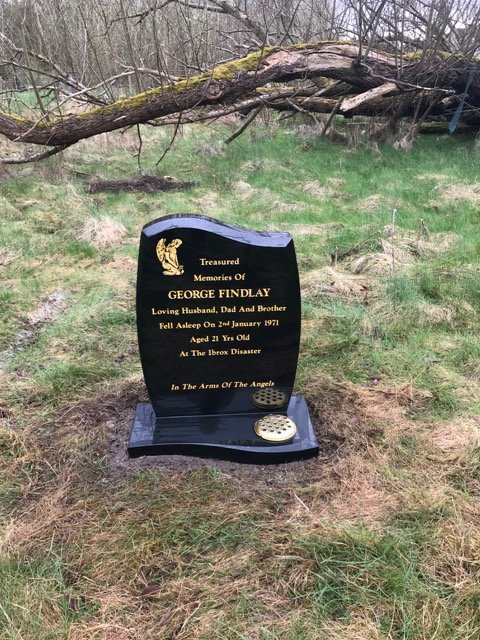 Treasured
Memories Of
GEORGE FINDLAY
Loving Husband, Dad And Brother
Fell Asleep On 2nd January 1971
Aged 21 Yrs Old
At The Ibrox Disaster
In The Arms Of The Angels